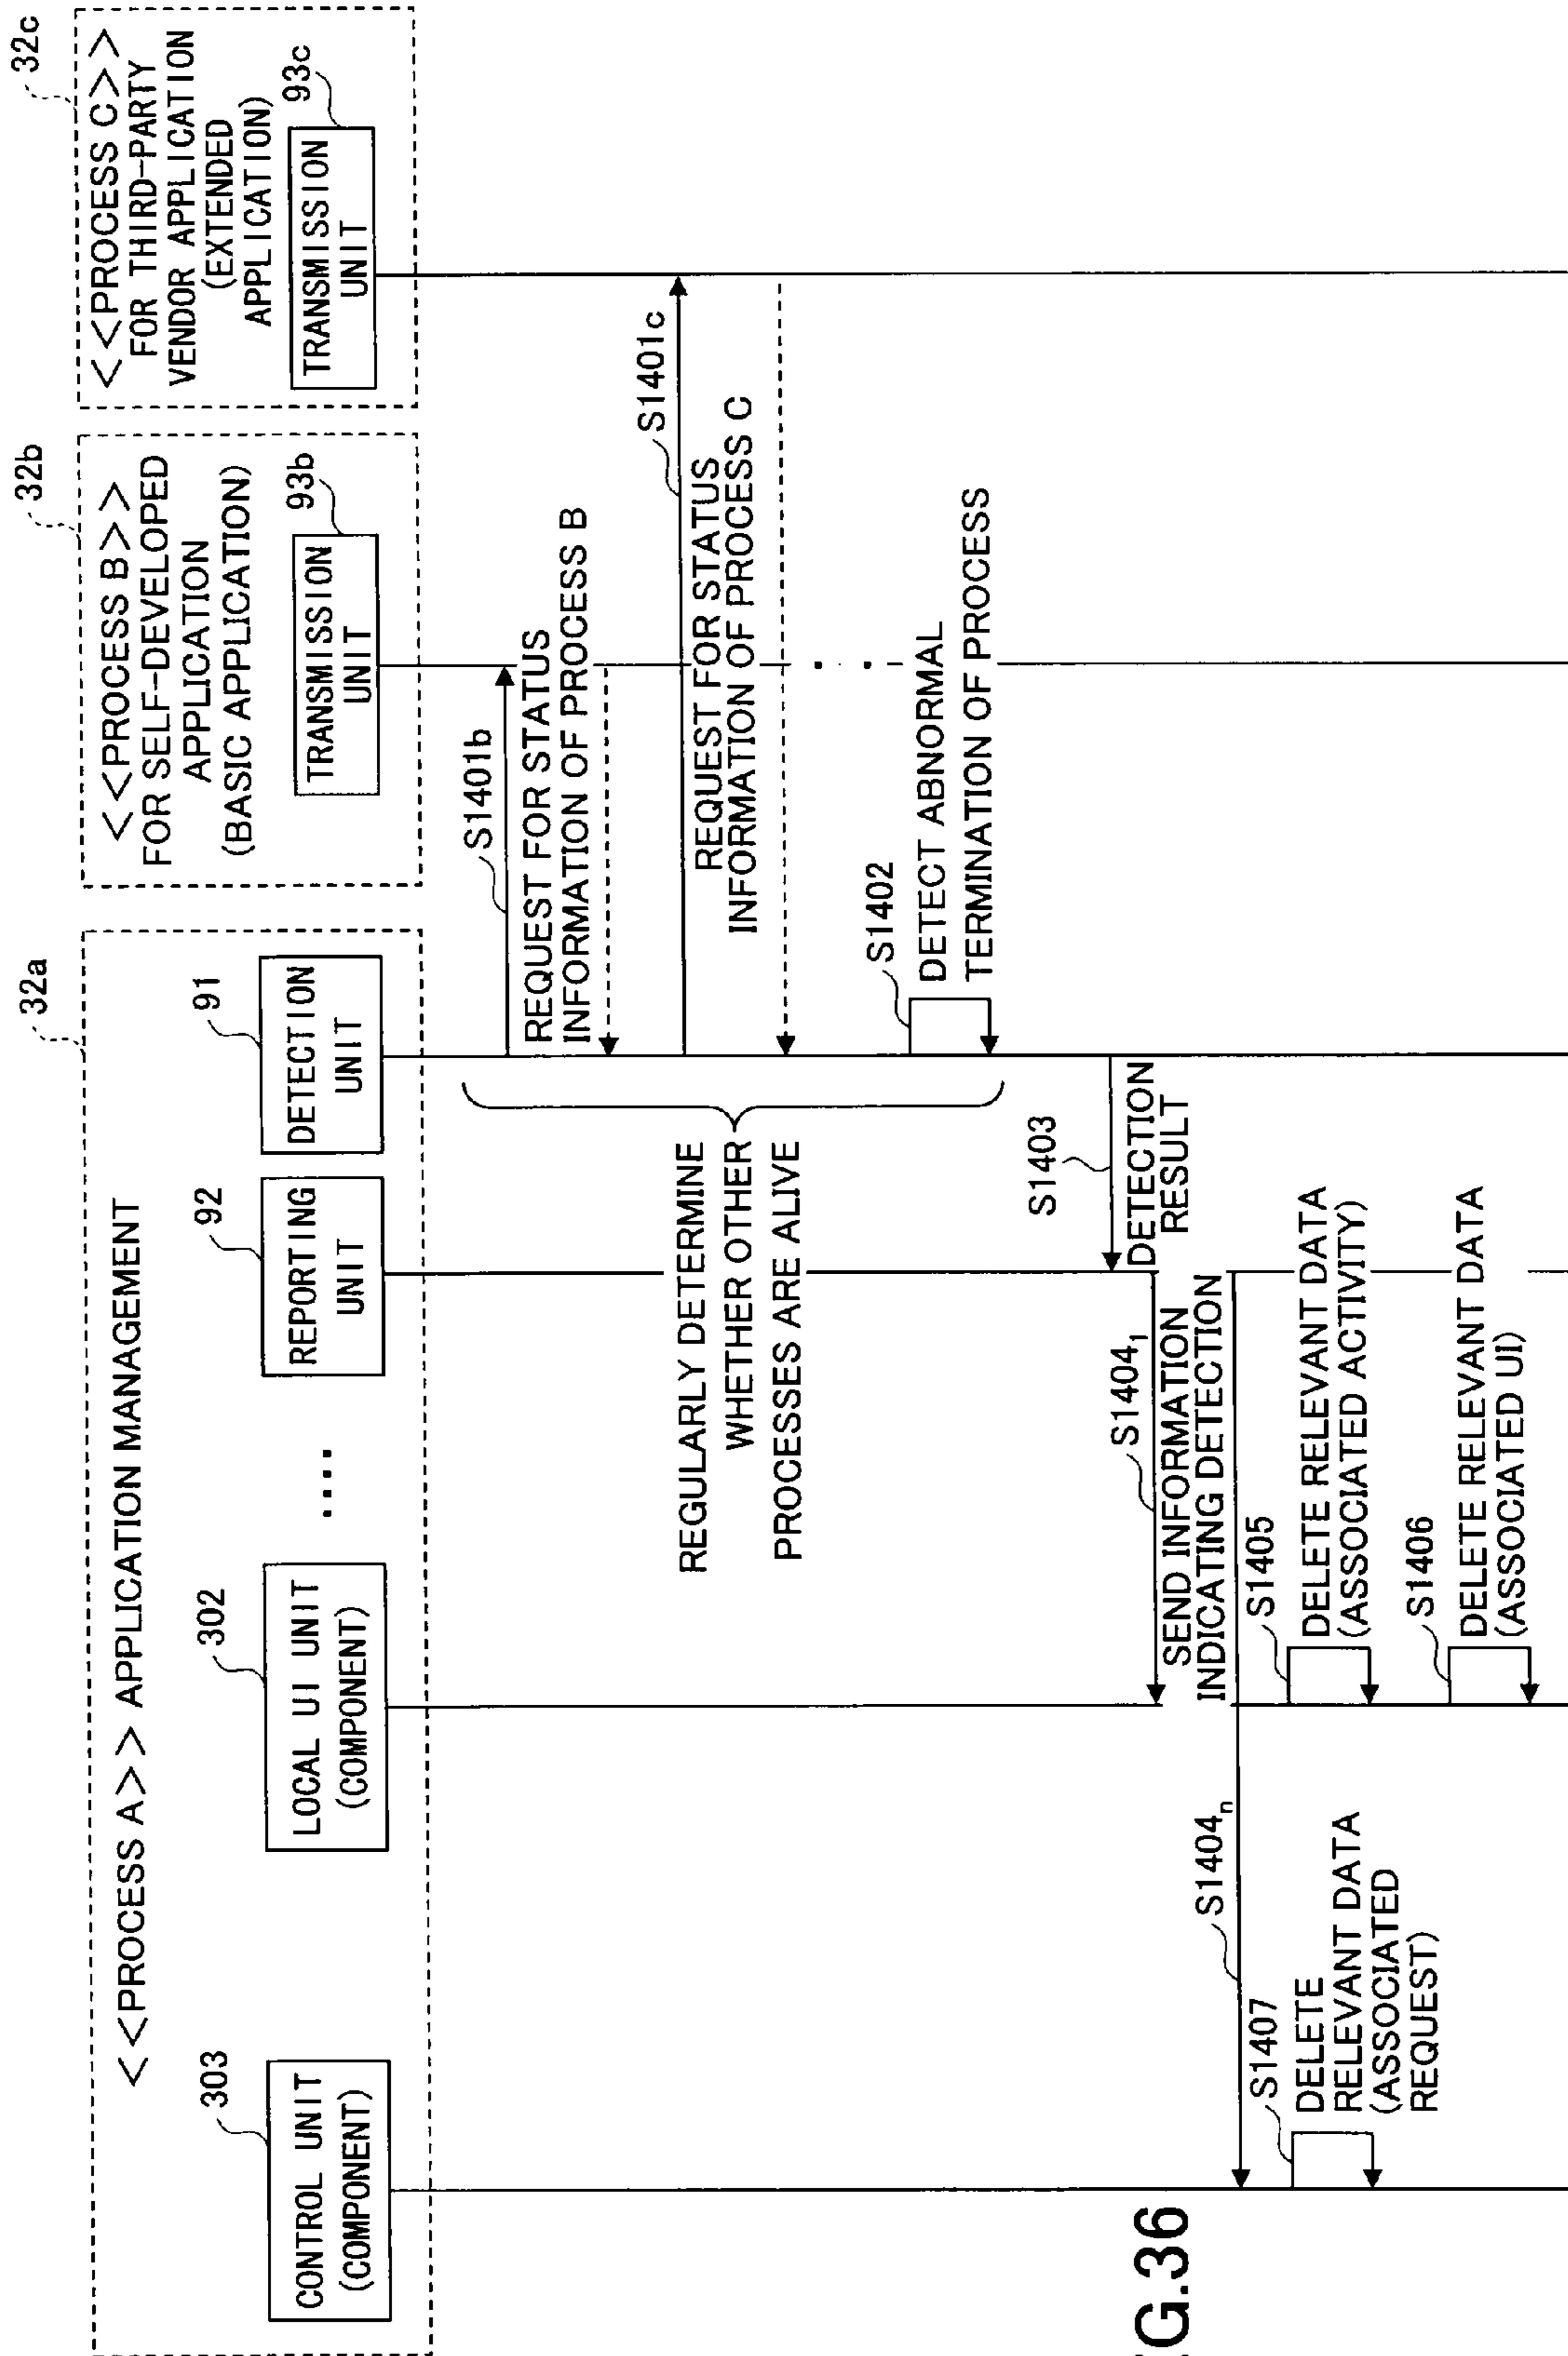 32a
<<PROCESS A>> APPLICATION MANAGEMENT
303
CONTROL UNIT
(COMPONENT)
302
LOCAL UI UNIT
(COMPONENT)
....
92
REPORTING
UNIT
91
DETECTION
UNIT
32b
<<PROCESS B>>
FOR SELF-DEVELOPED
APPLICATION
(BASIC APPLICATION)
93b
TRANSMISSION
UNIT
32c
<<PROCESS C>>
FOR THIRD-PARTY
VENDOR APPLICATION
(EXTENDED
APPLICATION)
93c
TRANSMISSION
UNIT
S1401b
REQUEST FOR STATUS
INFORMATION OF PROCESS B
S1401c
REQUEST FOR STATUS
INFORMATION OF PROCESS C
REGULARLY DETERMINE
WHETHER OTHER
PROCESSES ARE ALIVE
S1402
DETECT ABNORMAL
TERMINATION OF PROCESS
S1403
DETECTION
RESULT
S1404₁
SEND INFORMATION
INDICATING DETECTION
S1404ₙ
S1405
DELETE RELEVANT DATA
(ASSOCIATED ACTIVITY)
S1406
DELETE RELEVANT DATA
(ASSOCIATED UI)
S1407
DELETE
RELEVANT DATA
(ASSOCIATED
REQUEST)
G.36